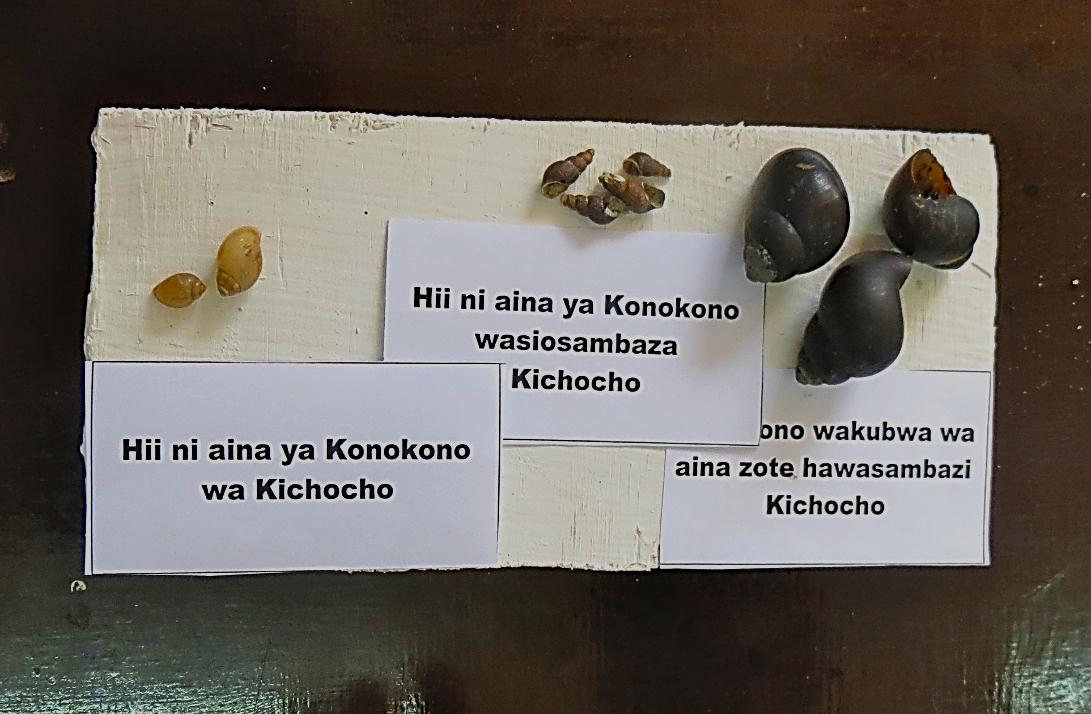 Hii ni aina ya Konokono
wa Kichocho
Hii ni aina ya Konokono
wasiosambaza
Kichocho
wakubwa wa
aina zote hawasambazi
Kichocho